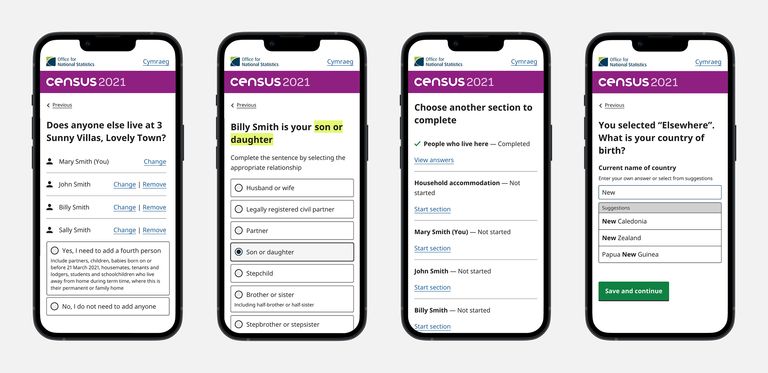 Office for
National Statistics
Cymraeg
census 2021
Previous
Does anyone else live at 3
Sunny Villas, Lovely Town?
Mary Smith (You) Change
John Smith Change | Remove
Billy Smith Change | Remove
Sally Smith Change | Remove
Yes, I need to add a fourth person
Include partners, children, babies born on or
before 21 March 2021, housemates, tenants and
lodgers, students and schoolchildren who live
away from home during term time, where this is
their permanent or family home
No, I do not need to add anyone
Office for
National Statistics
Cymraeg
census 2021
Previous
Billy Smith is your son or
daughter
Complete the sentence by selecting the
appropriate relationship
Husband or wife
Legally registered civil partner
Partner
Son or daughter
Stepchild
Brother or sister
Including half-brother or half-sister
Stepbrother or stepsister
Office for
National Statistics
Cymraeg
census 2021
Choose another section to
complete
People who live here — Completed
View answers
Household accommodation — Not
started
Start section
Mary Smith (You) — Not started
Start section
John Smith — Not started
Start section
Billy Smith — Not started
Start section
Office for
National Statistics
Cymraeg
census 2021
Previous
You selected “Elsewhere”.
What is your country of
birth?
Current name of country
Enter your own answer or select from suggestions
New
Suggestions
New Caledonia
New Zealand
Papua New Guinea
Save and continue